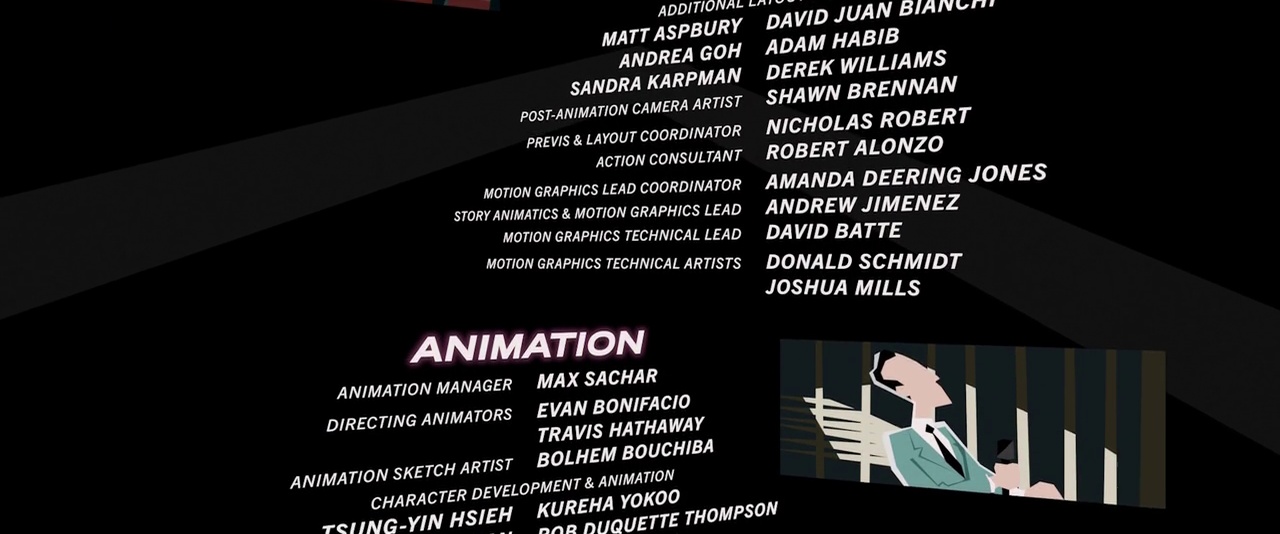 ADDITIONAL LAYOUT
MATT ASPBURY DAVID JUAN BIANCHI
ANDREA GOH ADAM HABIB
SANDRA KARPMAN DEREK WILLIAMS
POST-ANIMATION CAMERA ARTIST SHAWN BRENNAN
PREVIS & LAYOUT COORDINATOR NICHOLAS ROBERT
ACTION CONSULTANT ROBERT ALONZO
MOTION GRAPHICS LEAD COORDINATOR AMANDA DEERING JONES
STORY ANIMATICS & MOTION GRAPHICS LEAD ANDREW JIMENEZ
MOTION GRAPHICS TECHNICAL LEAD DAVID BATTE
MOTION GRAPHICS TECHNICAL ARTISTS DONALD SCHMIDT
JOSHUA MILLS
ANIMATION
ANIMATION MANAGER MAX SACHAR
DIRECTING ANIMATORS EVAN BONIFACIO
TRAVIS HATHAWAY
ANIMATION SKETCH ARTIST BOLHEM BOUCHIBA
CHARACTER DEVELOPMENT & ANIMATION
TSUNG-YIN HSIEH KUREHA YOKOO
ROB DUQUETTE THOMPSON